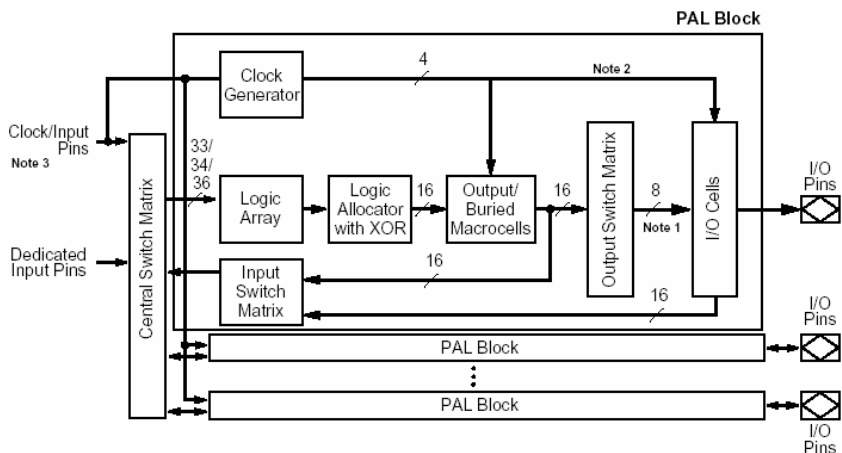 PAL Block
Clock
Generator
4
Note 2
Clock/Input
Pins
Note 3
33/
34/
36
Logic
Array
Logic
Allocator
with XOR
16
Output/
Buried
Macrocells
16
Output Switch Matrix
8
Note 1
I/O Cells
I/O
Pins
Dedicated
Input Pins
Central Switch Matrix
Input
Switch
Matrix
16
16
PAL Block
I/O
Pins
PAL Block
I/O
Pins